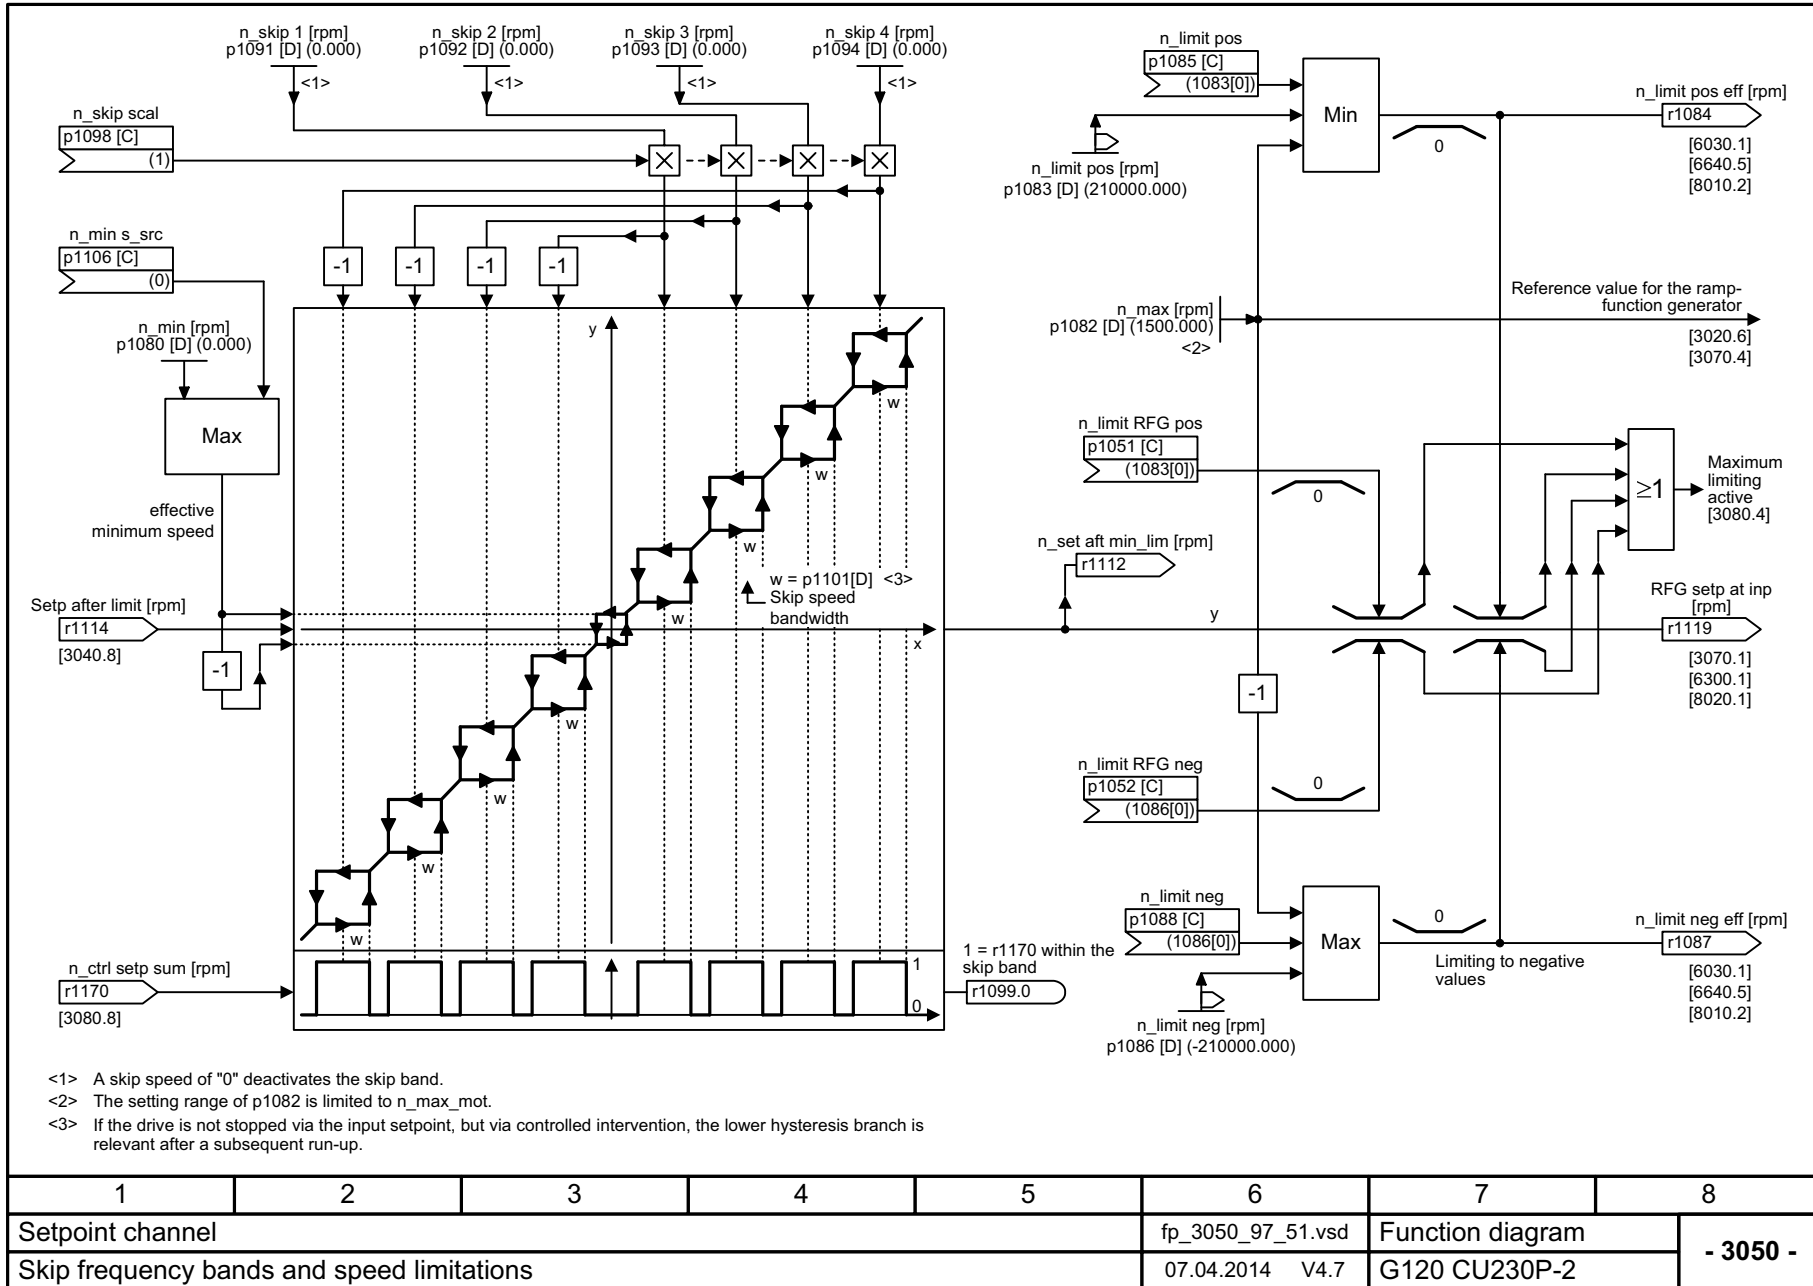 n_skip 1 [rpm]
p1091 [D] (0.000)
<1>
n_skip 2 [rpm]
p1092 [D] (0.000)
<1>
n_skip 3 [rpm]
p1093 [D] (0.000)
<1>
n_skip 4 [rpm]
p1094 [D] (0.000)
<1>
n_skip scal
p1098 [C]
(1)
n_min s_src
p1106 [C]
(0)
n_min [rpm]
p1080 [D] (0.000)
Max
effective
minimum speed
Setp after limit [rpm]
r1114
[3040.8]
-1
-1
-1
-1
-1
y
w
w
w
w
w
w
w
w
w = p1101[D] <3>
Skip speed
bandwidth
x
n_ctrl setp sum [rpm]
r1170
[3080.8]
1
0
1 = r1170 within the
skip band
r1099.0
n_limit pos
p1085 [C]
(1083[0])
n_limit pos [rpm]
p1083 [D] (210000.000)
Min
0
n_limit pos eff [rpm]
r1084
[6030.1]
[6640.5]
[8010.2]
n_max [rpm]
p1082 [D] (1500.000)
<2>
Reference value for the ramp-
function generator
[3020.6]
[3070.4]
n_limit RFG pos
p1051 [C]
(1083[0])
0
≥1
Maximum
limiting
active
[3080.4]
n_set aft min_lim [rpm]
r1112
y
RFG setp at inp
[rpm]
r1119
[3070.1]
[6300.1]
[8020.1]
-1
n_limit RFG neg
p1052 [C]
(1086[0])
0
n_limit neg
p1088 [C]
(1086[0])
n_limit neg [rpm]
p1086 [D] (-210000.000)
Max
0
Limiting to negative
values
n_limit neg eff [rpm]
r1087
[6030.1]
[6640.5]
[8010.2]
<1> A skip speed of "0" deactivates the skip band.
<2> The setting range of p1082 is limited to n_max_mot.
<3> If the drive is not stopped via the input setpoint, but via controlled intervention, the lower hysteresis branch is
relevant after a subsequent run-up.
1 2 3 4 5 6 7 8
Setpoint channel
fp_3050_97_51.vsd
Function diagram
- 3050 -
Skip frequency bands and speed limitations
07.04.2014 V4.7
G120 CU230P-2